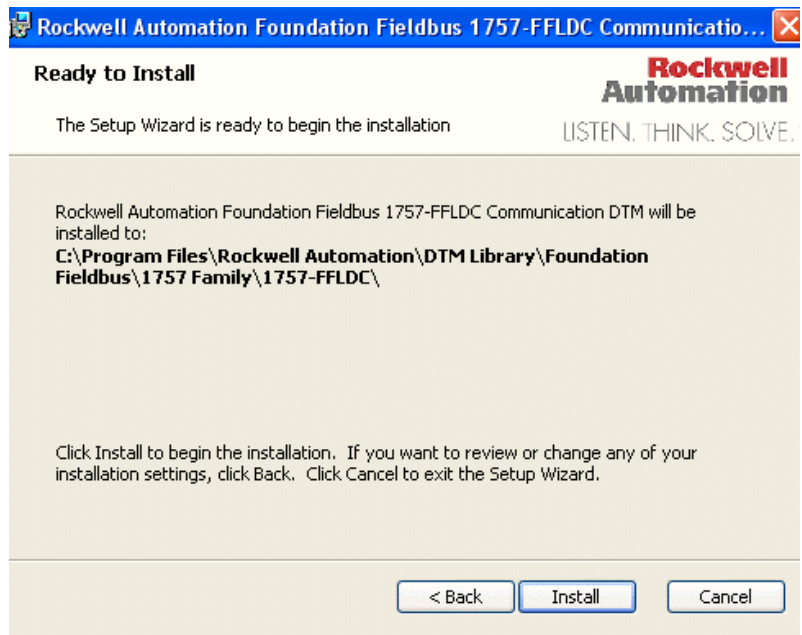 Rockwell Automation Foundation Fieldbus 1757-FFLDC Communicatio...
Ready to Install
Rockwell
Automation
The Setup Wizard is ready to begin the installation
LISTEN. THINK. SOLVE.
Rockwell Automation Foundation Fieldbus 1757-FFLDC Communication DTM will be
installed to:
C:\Program Files\Rockwell Automation\DTM Library\Foundation
Fieldbus\1757 Family\1757-FFLDC\
Click Install to begin the installation. If you want to review or change any of your
installation settings, click Back. Click Cancel to exit the Setup Wizard.
< Back
Install
Cancel